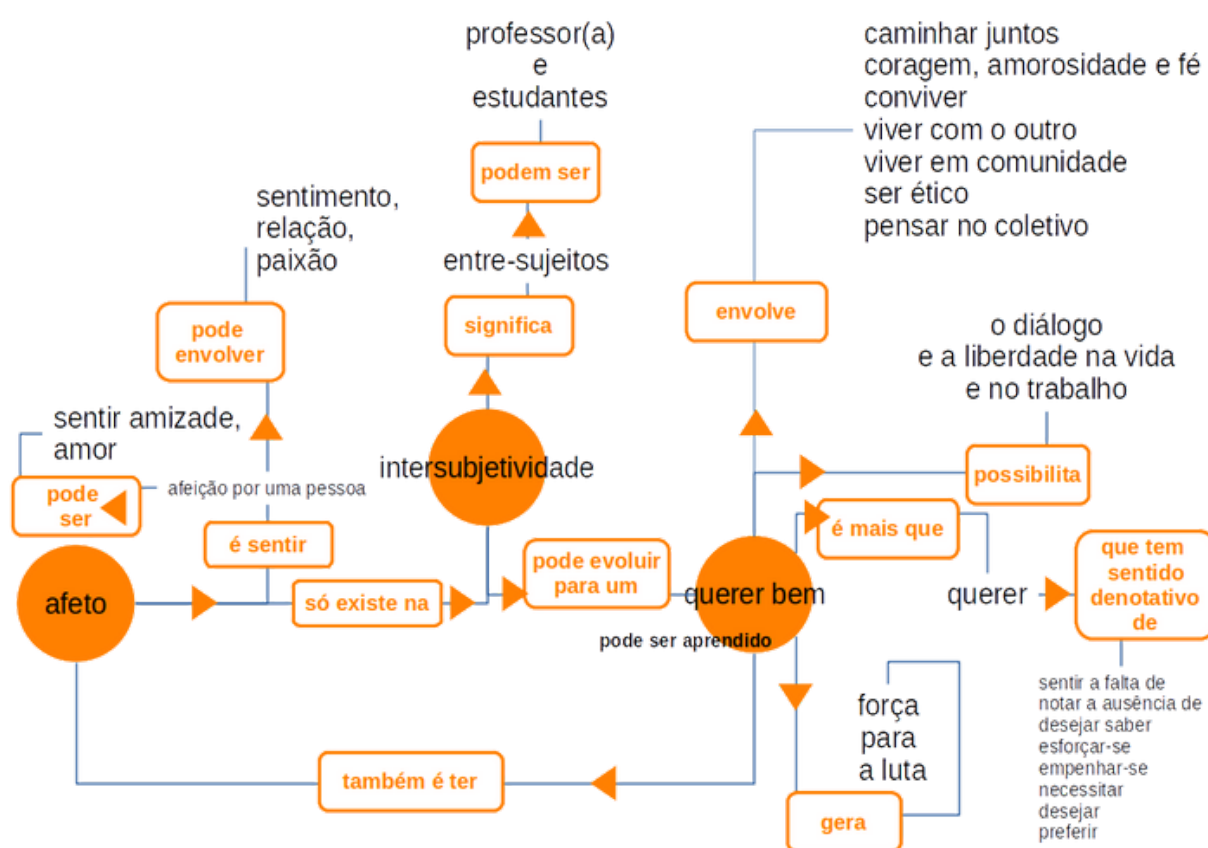 professor(a)
e
estudantes
podem ser
entre-sujeitos
significa
intersubjetividade
caminhar juntos
coragem, amorosidade e fé
conviver
viver com o outro
viver em comunidade
ser ético
pensar no coletivo
envolve
sentimento,
relação,
paixão
pode
envolver
sentir amizade,
amor
pode
ser
afeição por uma pessoa
é sentir
afeto
só existe na
pode evoluir
para um
querer bem
pode ser aprendido
o diálogo
e a liberdade na vida
e no trabalho
possibilita
é mais que
querer
que tem
sentido
denotativo
de
sentir a falta de
notar a ausência de
desejar saber
esforçar-se
empenhar-se
necessitar
desejar
preferir
força
para
a luta
gera
também é ter